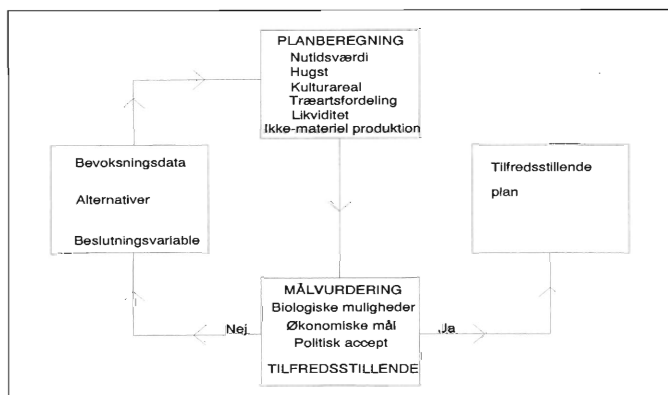 PLANBEREGNING
Nutidsværdi
Hugst
Kulturareal
Træartsfordeling
Likviditet
Ikke-materiel produktion
Bevoksningsdata
Alternativer
Beslutningsvariable
Tilfredsstillende
plan
MÅLVURDERING
Biologiske muligheder
Nej
Økonomiske mål
Ja
Politisk accept
TILFREDSSTILLENDE